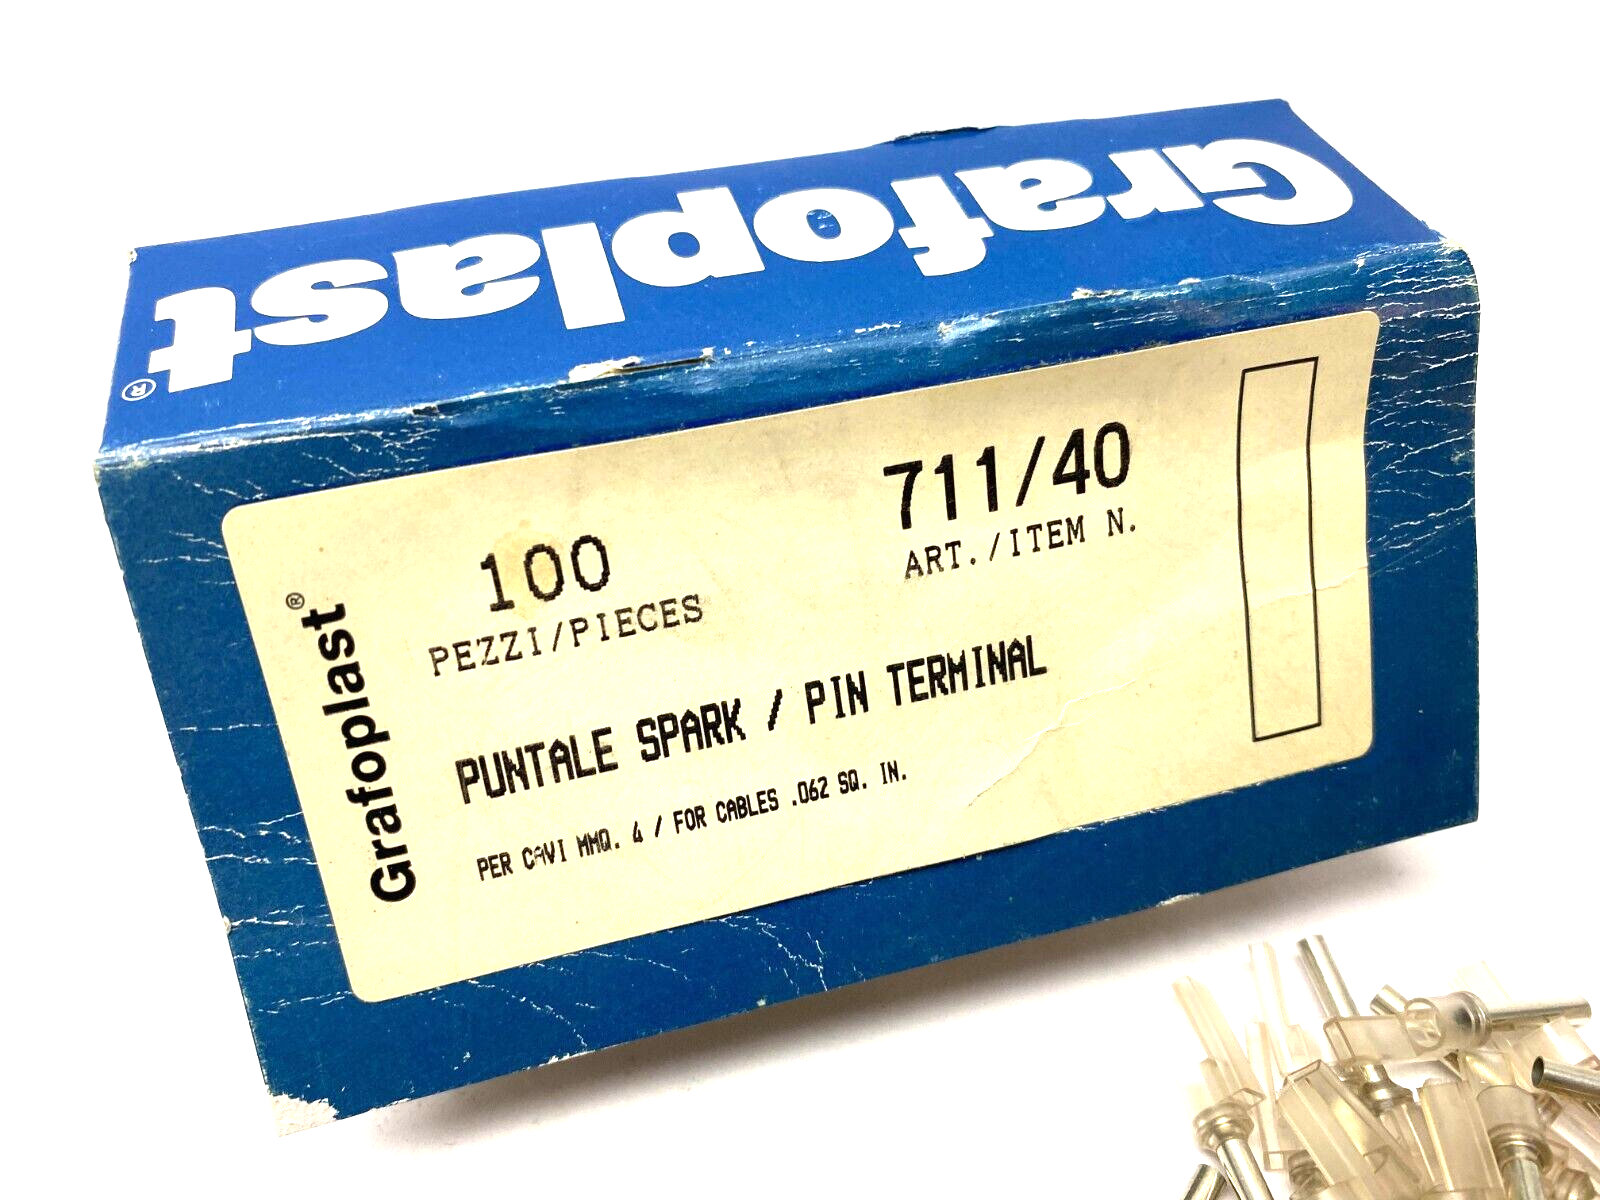 Grafoplast®
Grafoplast®
100
PEZZI/PIECES
711/40
ART./ITEM N.
PUNTALE SPARK / PIN TERMINAL
PER CAVI MMQ. 4 / FOR CABLES .062 SQ. IN.